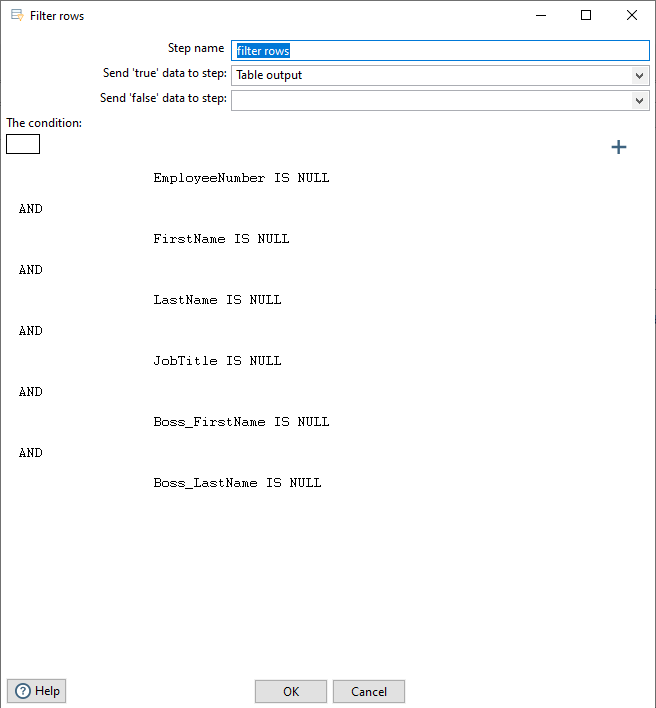 Filter rows
Step name filter rows
Send 'true' data to step: Table output
Send 'false' data to step:
The condition:
EmployeeNumber IS NULL
AND
FirstName IS NULL
AND
LastName IS NULL
AND
JobTitle IS NULL
AND
Boss_FirstName IS NULL
AND
Boss_LastName IS NULL
Help OK Cancel